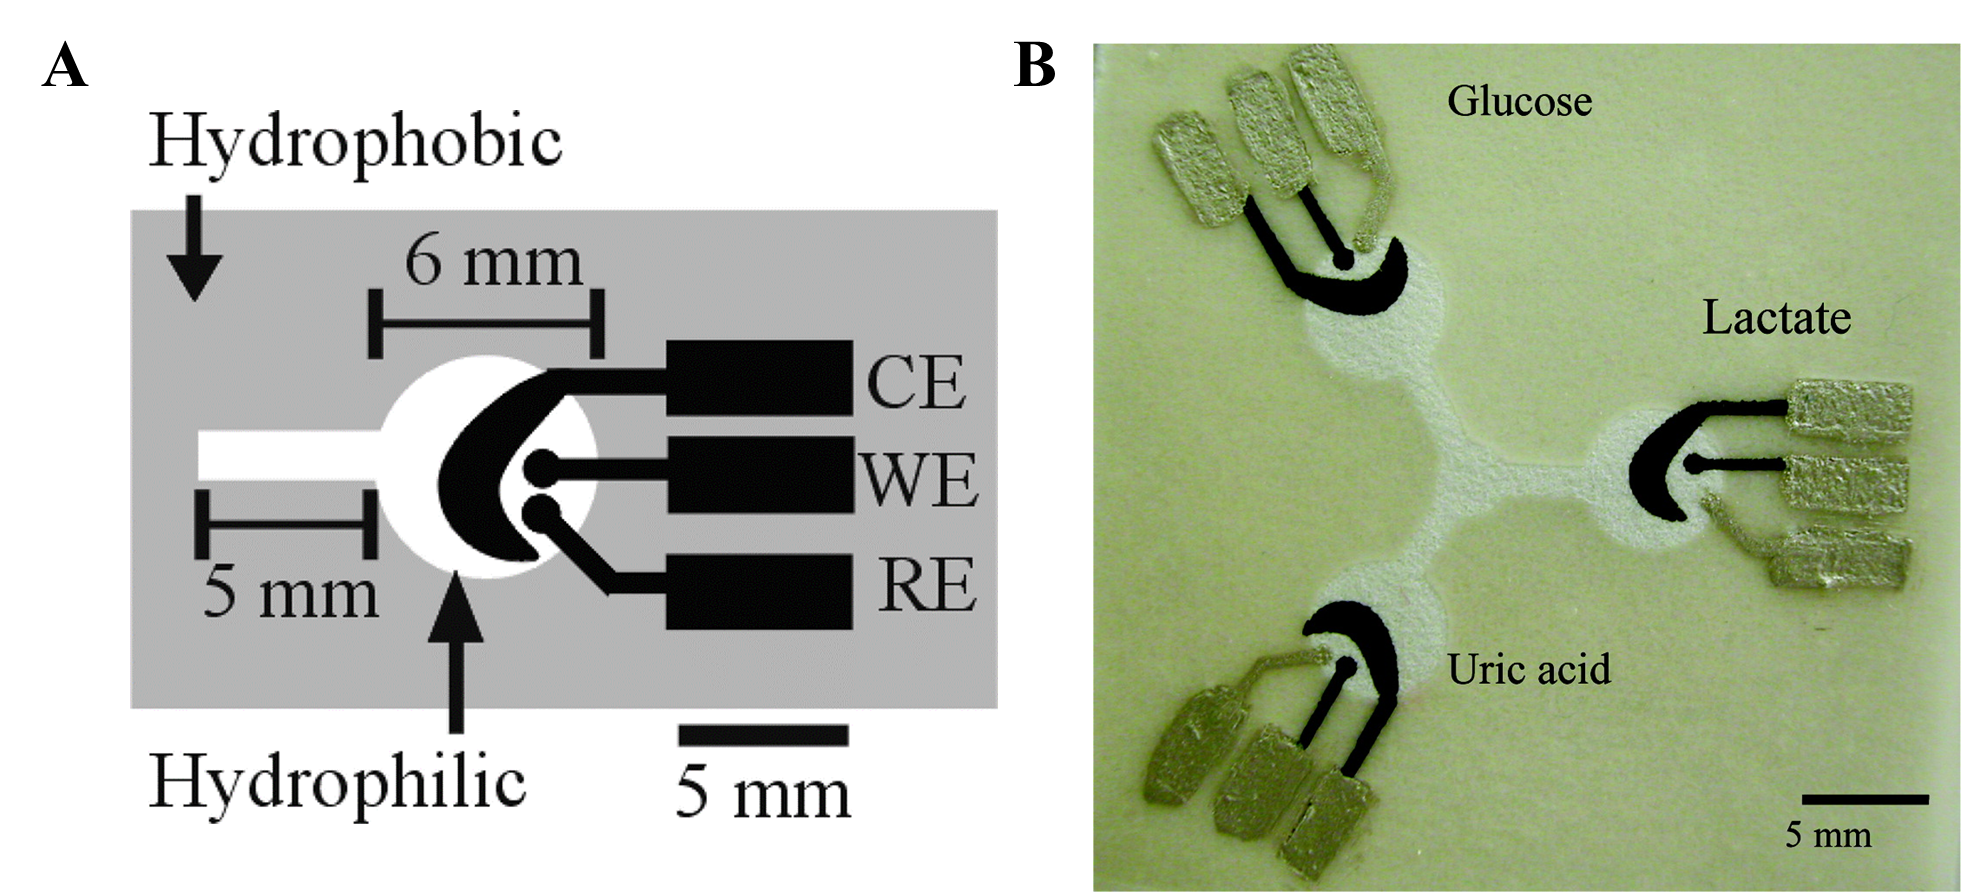 A
Hydrophobic
6 mm
CE
WE
RE
5 mm
Hydrophilic
5 mm
B
Glucose
Lactate
Uric acid
5 mm